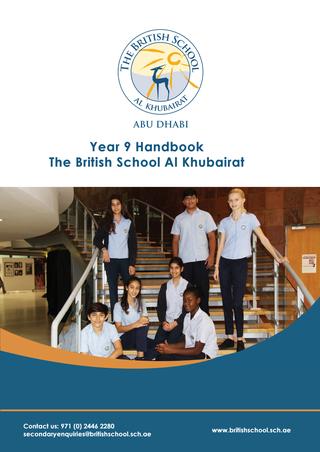 THE BRITISH SCHOOL
AL KHUBAIRAT
ABU DHABI
Year 9 Handbook
The British School Al Khubairat
Contact us: 971 (0) 2446 2280
secondaryenquiries@britishschool.sch.ae
www.britishschool.sch.ae